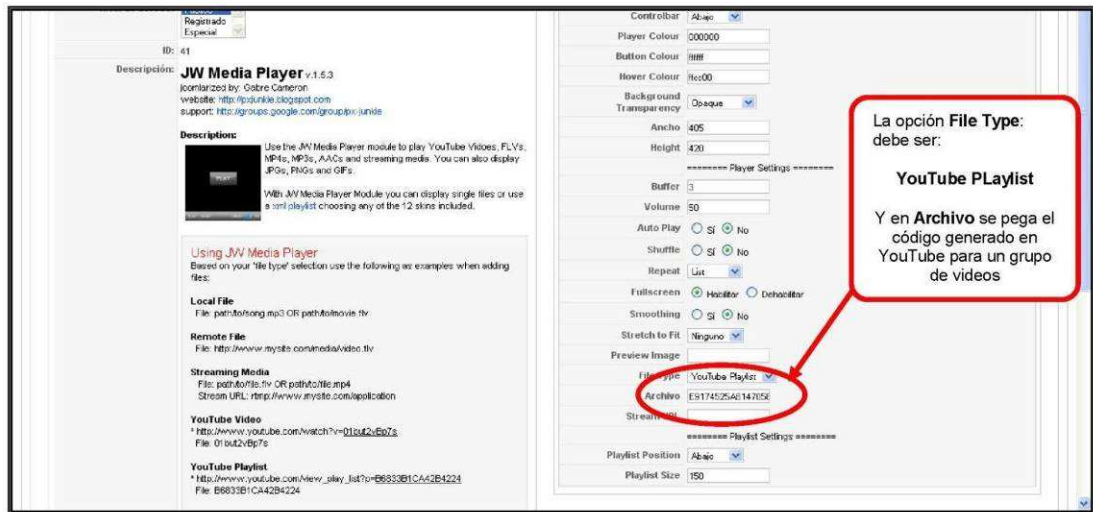 Registrado
Especial
ID: 41
Descripción:
JW Media Player v.1.5.3
joomlarized by: Gabre Cameron
website: http://pxjunkie.blogspot.com
support: http://groups.google.com/group/px-junkie
Description:
Use the JW Media Player module to play YouTube Vidoes, FLVs,
MP4s, MP3s, AACs and streaming media. You can also display
JPGs, PNGs and GIFs.
With JW Media Player Module you can display single files or use
a xml playlist choosing any of the 12 skins included.
PLAY
Using JW Media Player
Based on your 'file type' selection use the following as examples when adding
files:
Local File
File: path/to/song.mp3 OR path/to/movie.flv
Remote File
File: http://www.mysite.com/media/video.flv
Streaming Media
File: path/to/file.flv OR path/to/file.mp4
Stream URL: rtmp://www.mysite.com/application
YouTube Video
* http://www.youtube.com/watch?v=01but2vBp7s
File: 01but2vBp7s
YouTube Playlist
* http://www.youtube.com/view_play_list?p=B6833B1CA42B4224
File: B6833B1CA42B4224
Controlbar Abajo
Player Colour 000000
Button Colour ffffff
Hover Colour ffcc00
Background
Transparency Opaque
Ancho 405
Height 420
======== Player Settings ========
Buffer 3
Volume 50
Auto Play Sí No
Shuffle Sí No
Repeat List
Fullscreen Habilitar Dehabilitar
Smoothing Sí No
Stretch to Fit Ninguno
Preview Image
File Type YouTube Playlist
Archivo E9174525A6147058
Stream URL
======== Playlist Settings ========
Playlist Position Abajo
Playlist Size 150
La opción File Type:
debe ser:
YouTube PLaylist
Y en Archivo se pega el
código generado en
YouTube para un grupo
de videos